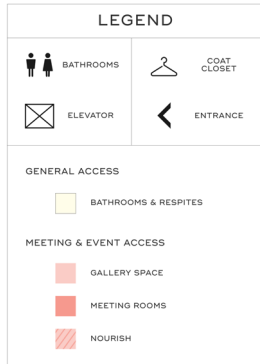 LEGEND
BATHROOMS
COAT
CLOSET
ELEVATOR
ENTRANCE
GENERAL ACCESS
BATHROOMS & RESPITES
MEETING & EVENT ACCESS
GALLERY SPACE
MEETING ROOMS
NOURISH